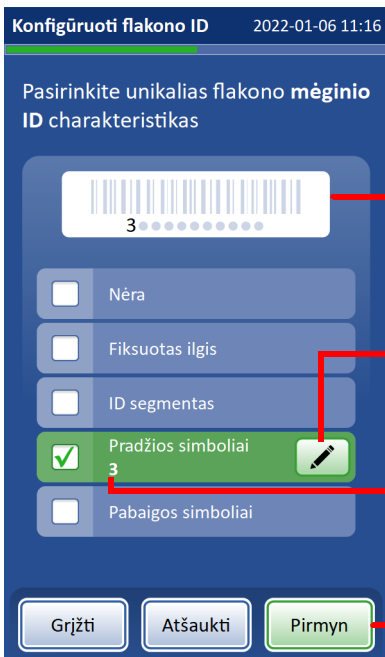 Konfigūruoti flakono ID 2022-01-06 11:16
Pasirinkite unikalias flakono mėginio
ID charakteristikas
3
Nėra
Fiksuotas ilgis
ID segmentas
Pradžios simboliai
3
Pabaigos simboliai
Grįžti Atšaukti Pirmyn